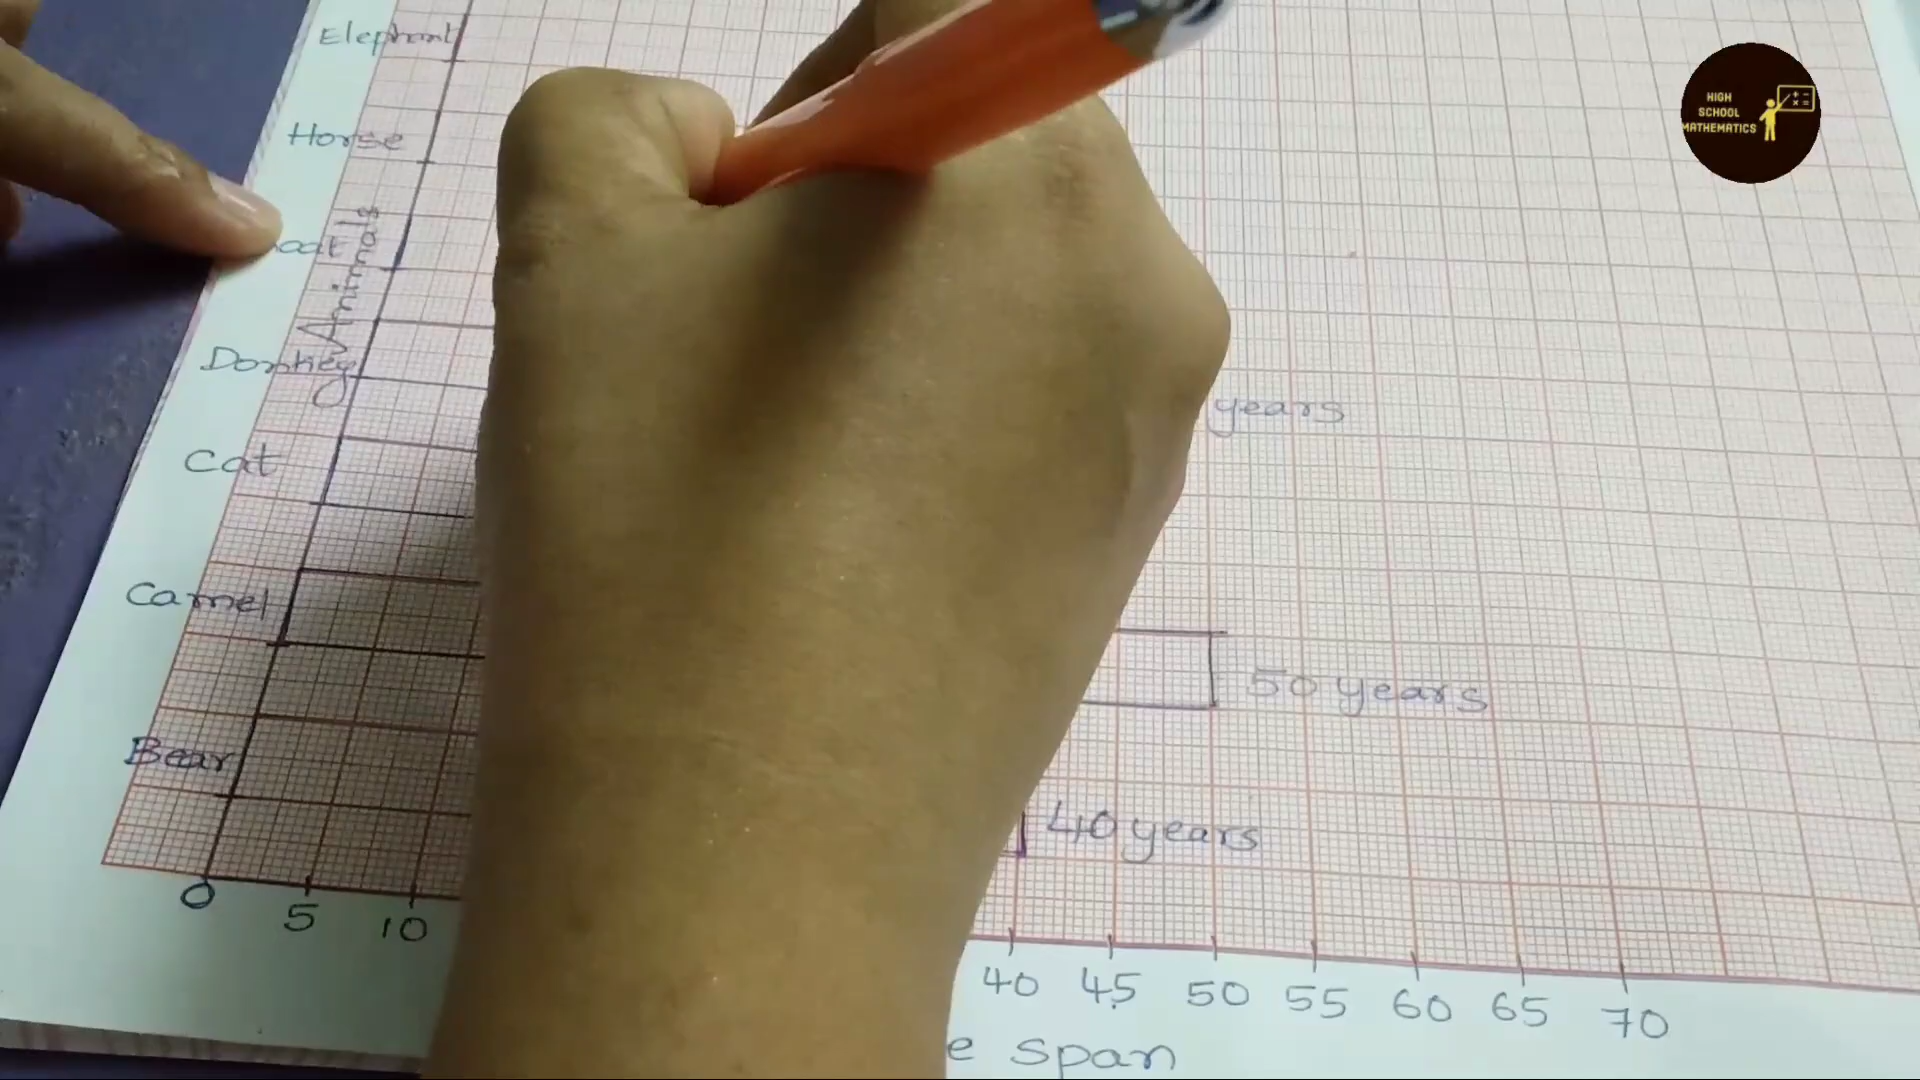 Elephant
HIGH
SCHOOL
MATHEMATICS
Horse
Animals
Donkey
years
Cat
Camel
50 years
Bear
40 years
0 5 10 40 45 50 55 60 65 70
span